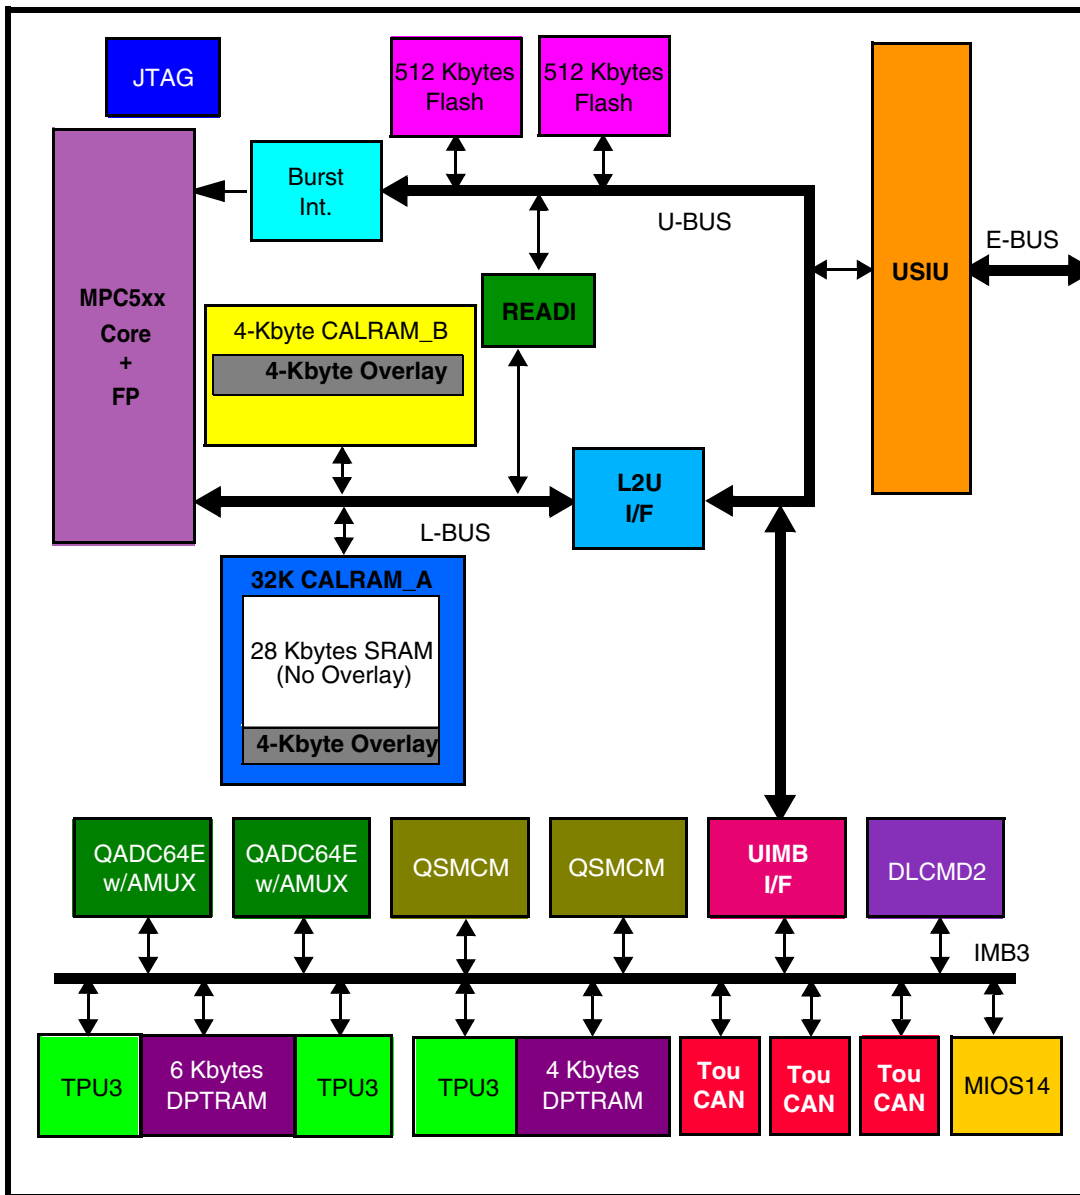 JTAG
512 Kbytes
Flash
512 Kbytes
Flash
Burst
Int.
U-BUS
E-BUS
USIU
MPC5xx
Core
+
FP
READI
4-Kbyte CALRAM_B
4-Kbyte Overlay
L2U
I/F
L-BUS
32K CALRAM_A
28 Kbytes SRAM
(No Overlay)
4-Kbyte Overlay
QADC64E
w/AMUX
QADC64E
w/AMUX
QSMCM
QSMCM
UIMB
I/F
DLCMD2
IMB3
TPU3
6 Kbytes
DPTRAM
TPU3
TPU3
4 Kbytes
DPTRAM
Tou
CAN
Tou
CAN
Tou
CAN
MIOS14